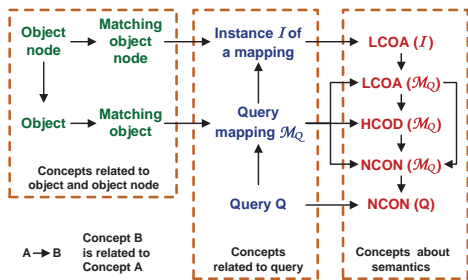 Object
node
Matching
object
node
Object
Matching
object
Concepts related to
object and object node
A → B
Concept B
is related to
Concept A
Instance I of
a mapping
Query
mapping M_Q
Query Q
Concepts
related to query
LCOA (I)
LCOA (M_Q)
HCOD (M_Q)
NCON (M_Q)
NCON (Q)
Concepts about
semantics